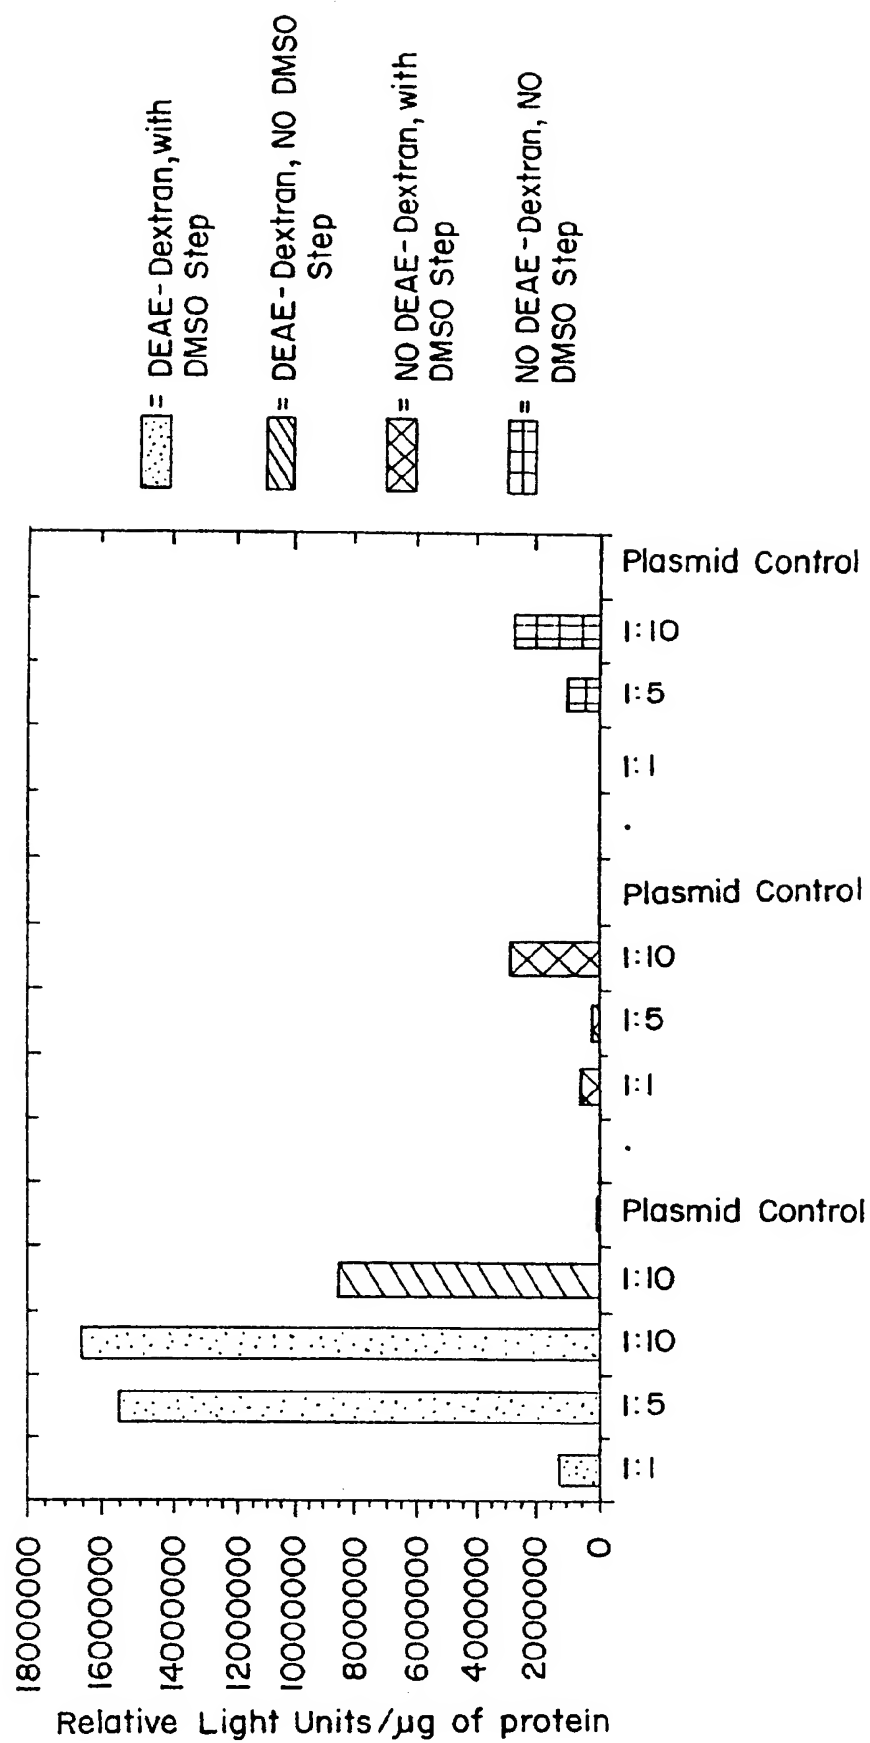 Relative Light Units/µg of protein
18000000
16000000
14000000
12000000
10000000
8000000
6000000
4000000
2000000
0
1:1
1:5
1:10
1:10
Plasmid Control
.
1:1
1:5
1:10
Plasmid Control
.
1:1
1:5
1:10
Plasmid Control
= DEAE-Dextran, with
DMSO Step
= DEAE-Dextran, NO DMSO
Step
= NO DEAE-Dextran, with
DMSO Step
= NO DEAE-Dextran, NO
DMSO Step